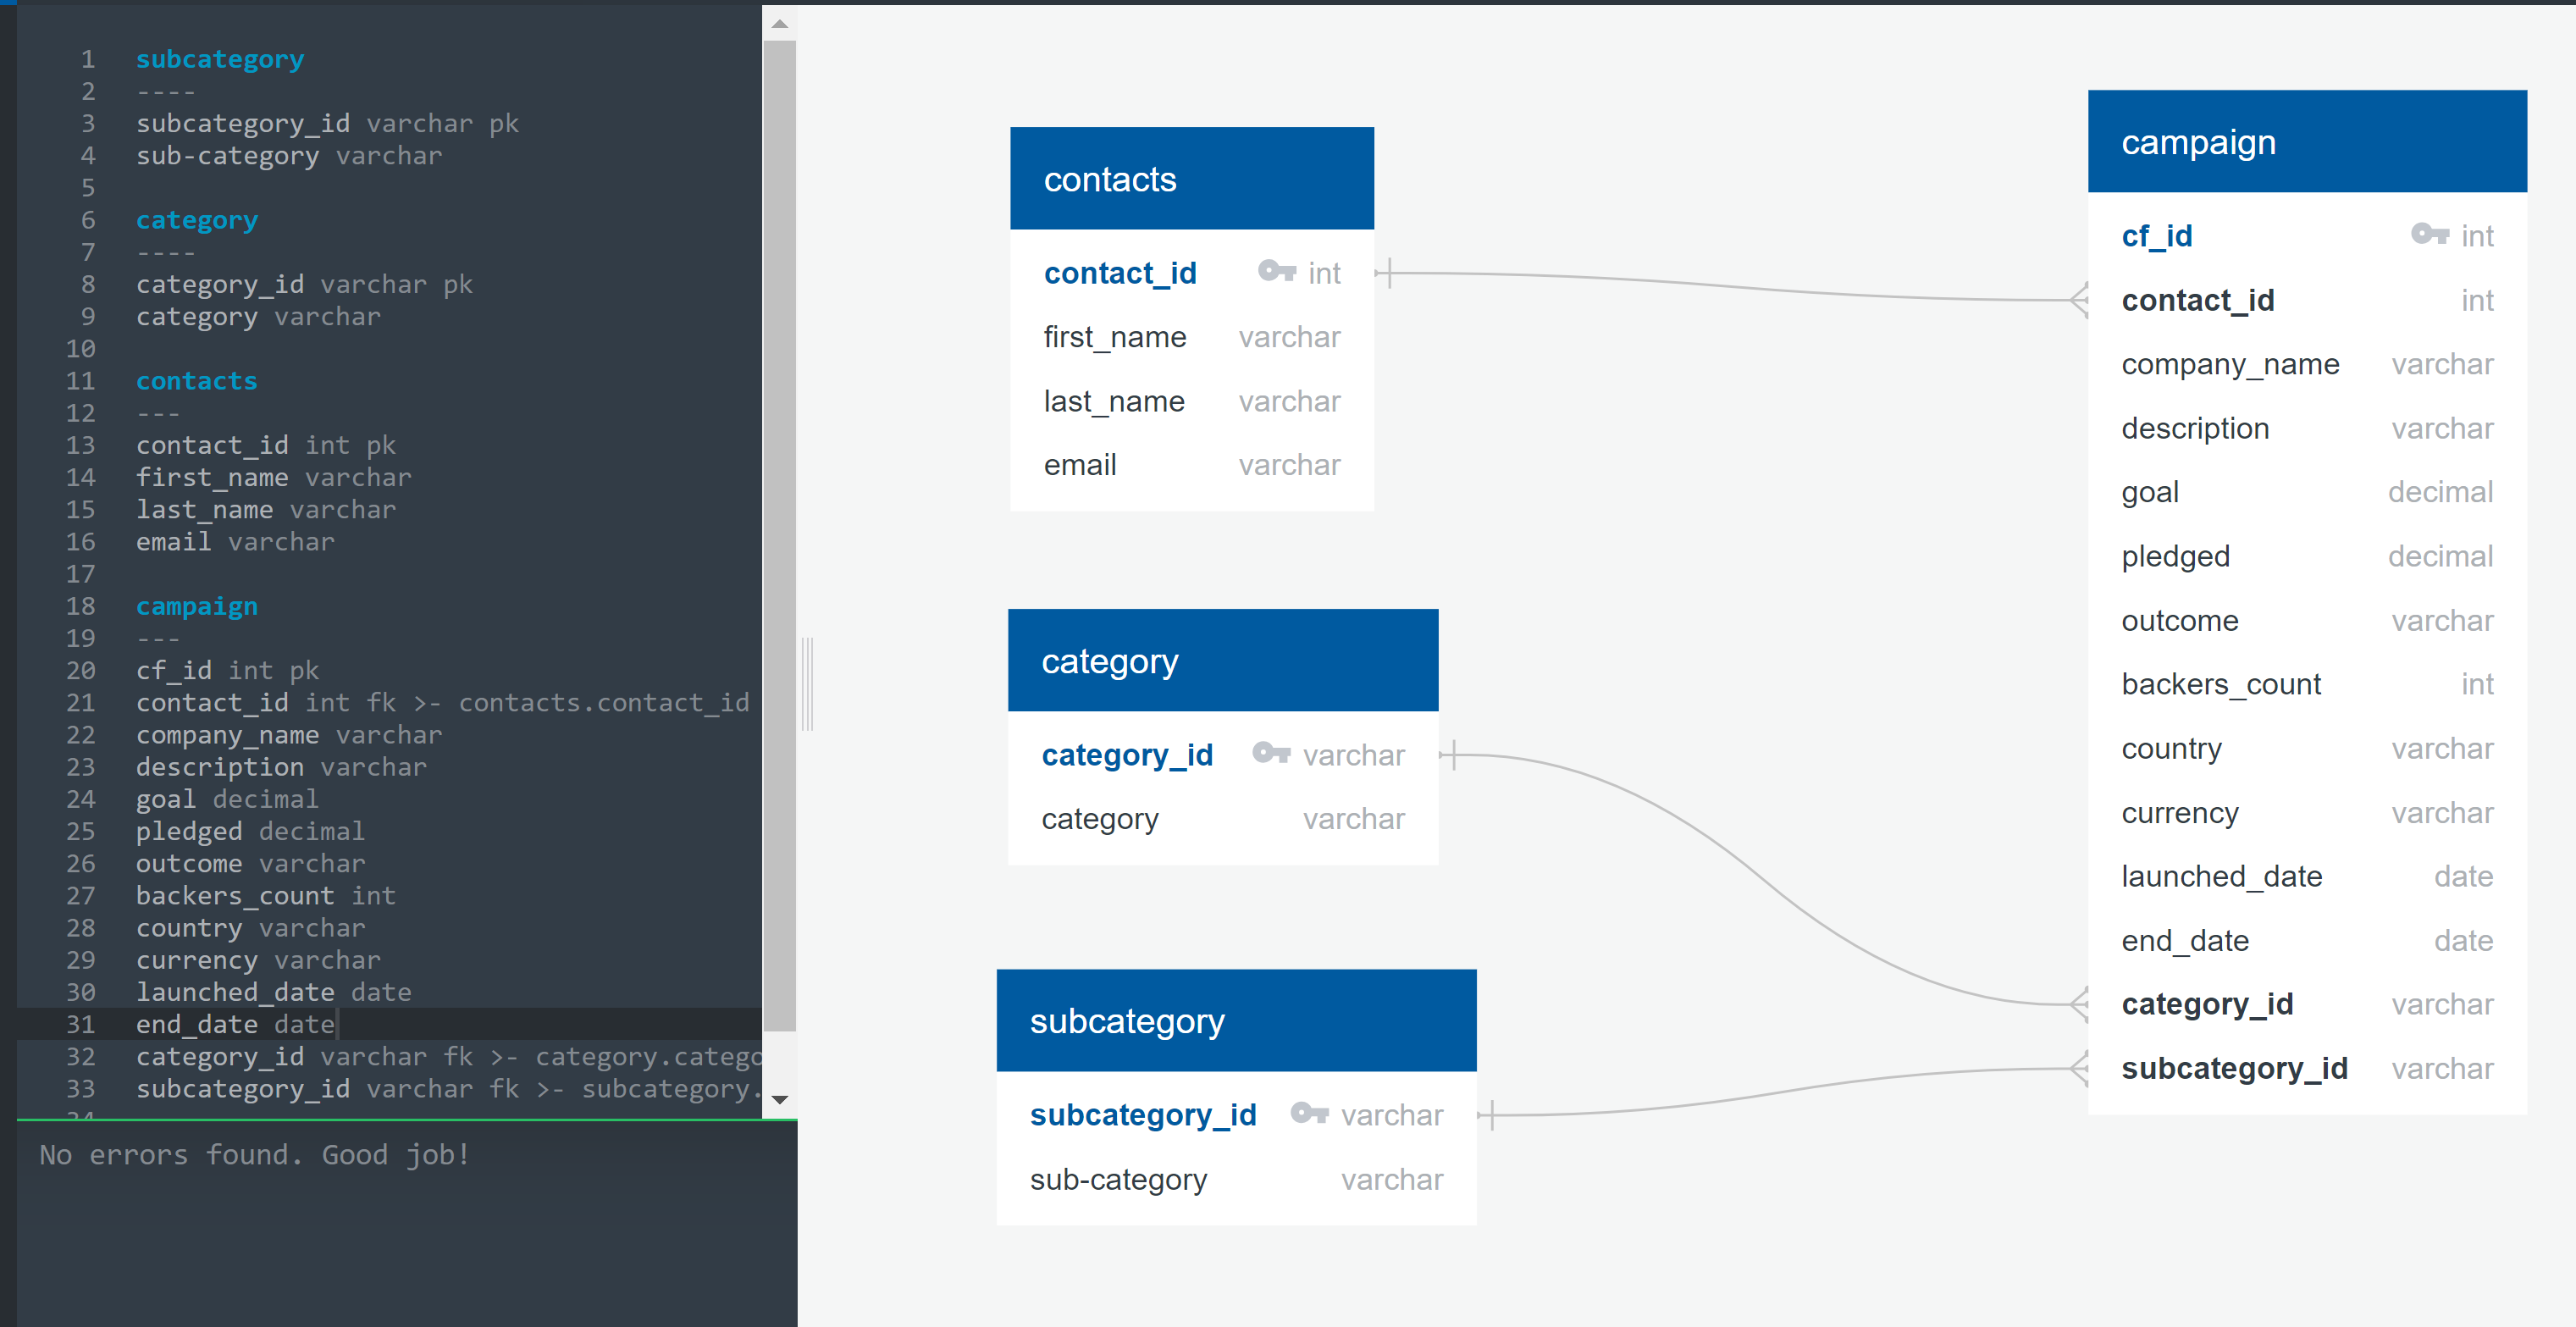 1 subcategory
2 ----
3 subcategory_id varchar pk
4 sub-category varchar
5
6 category
7 ----
8 category_id varchar pk
9 category varchar
10
11 contacts
12 ---
13 contact_id int pk
14 first_name varchar
15 last_name varchar
16 email varchar
17
18 campaign
19 ---
20 cf_id int pk
21 contact_id int fk >- contacts.contact_id
22 company_name varchar
23 description varchar
24 goal decimal
25 pledged decimal
26 outcome varchar
27 backers_count int
28 country varchar
29 currency varchar
30 launched_date date
31 end_date date
32 category_id varchar fk >- category.catego
33 subcategory_id varchar fk >- subcategory.
34
No errors found. Good job!
contacts
contact_id int
first_name varchar
last_name varchar
email varchar
category
category_id varchar
category varchar
subcategory
subcategory_id varchar
sub-category varchar
campaign
cf_id int
contact_id int
company_name varchar
description varchar
goal decimal
pledged decimal
outcome varchar
backers_count int
country varchar
currency varchar
launched_date date
end_date date
category_id varchar
subcategory_id varchar